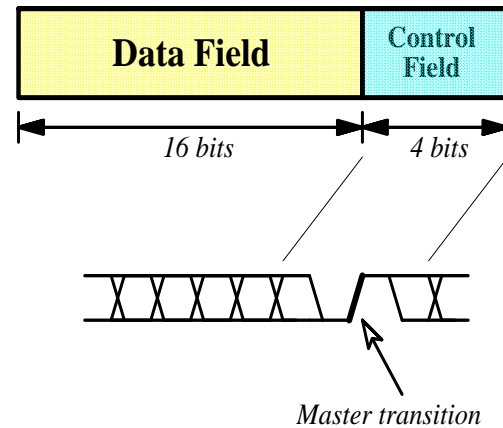 Data Field
Control
Field
16 bits
4 bits
Master transition